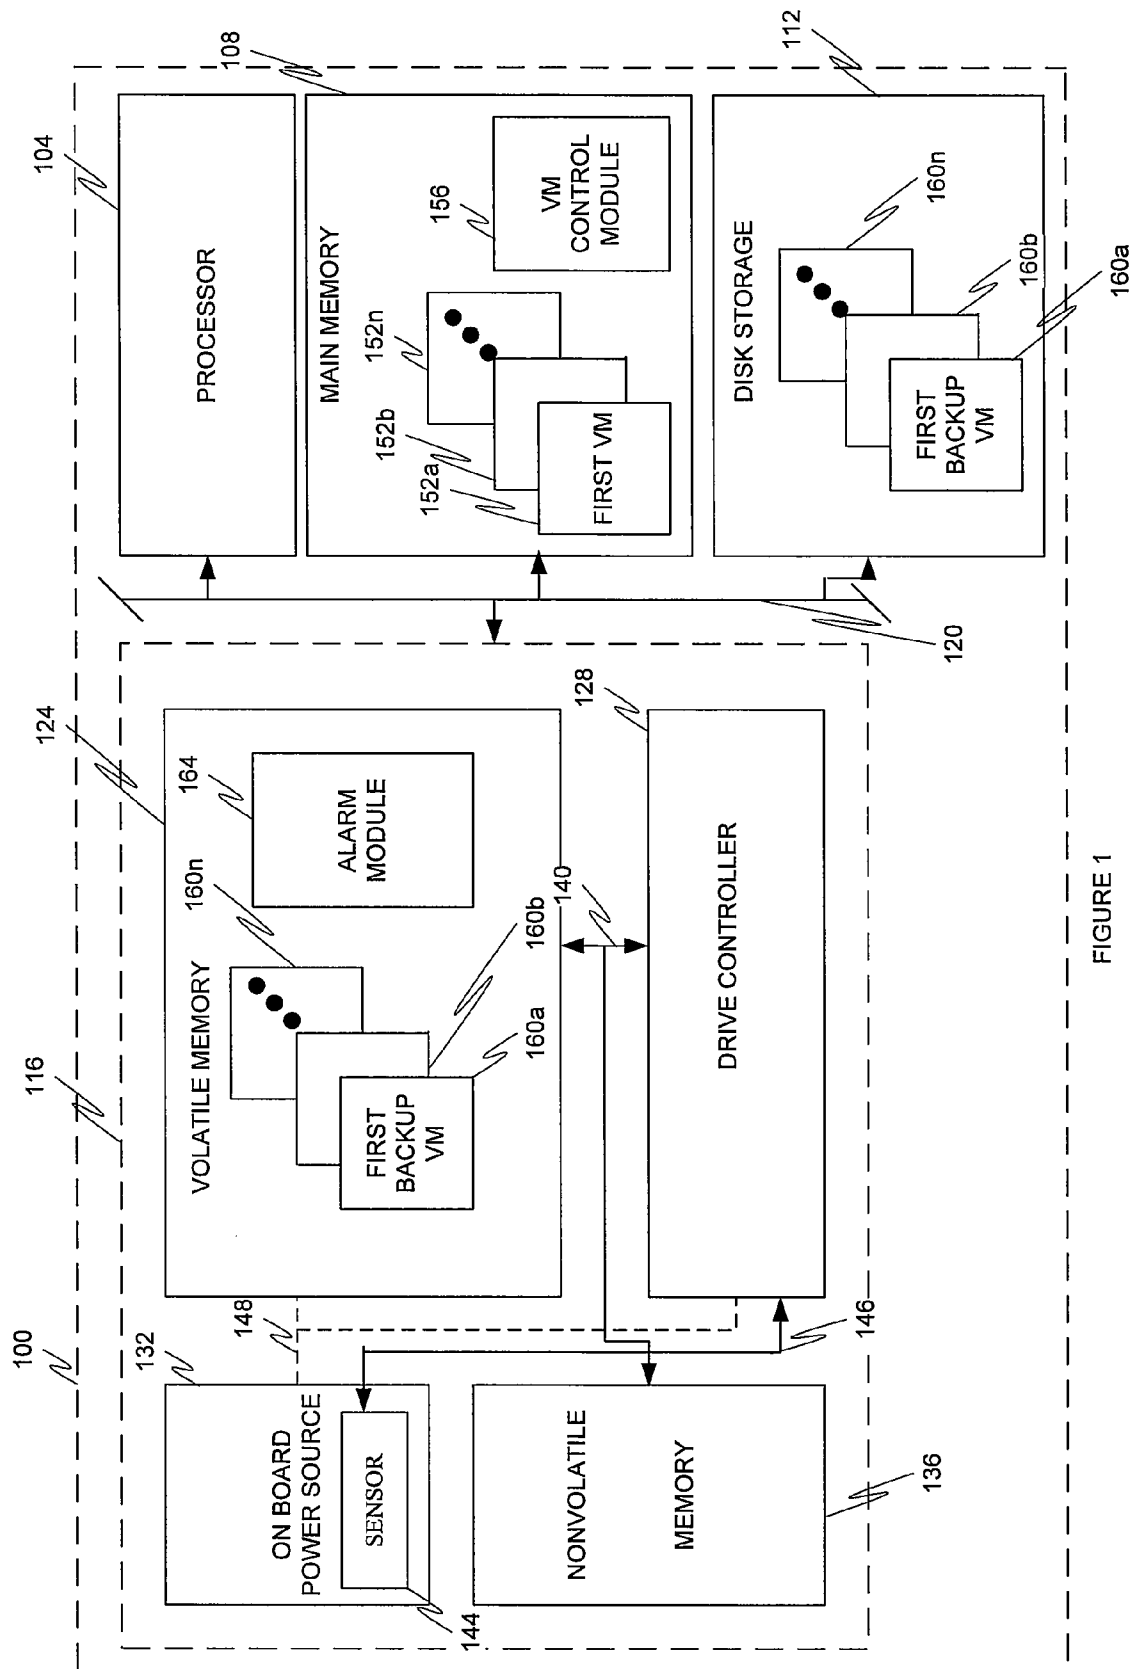 100
116
124
104
108
132
148
VOLATILE MEMORY
160n
164
ALARM
MODULE
FIRST
BACKUP
VM
160b
160a
ON BOARD
POWER SOURCE
SENSOR
144
NONVOLATILE
MEMORY
136
146
140
128
DRIVE CONTROLLER
120
PROCESSOR
MAIN MEMORY
152a
152b
152n
FIRST VM
156
VM
CONTROL
MODULE
112
DISK STORAGE
160n
160b
160a
FIRST
BACKUP
VM
FIGURE 1